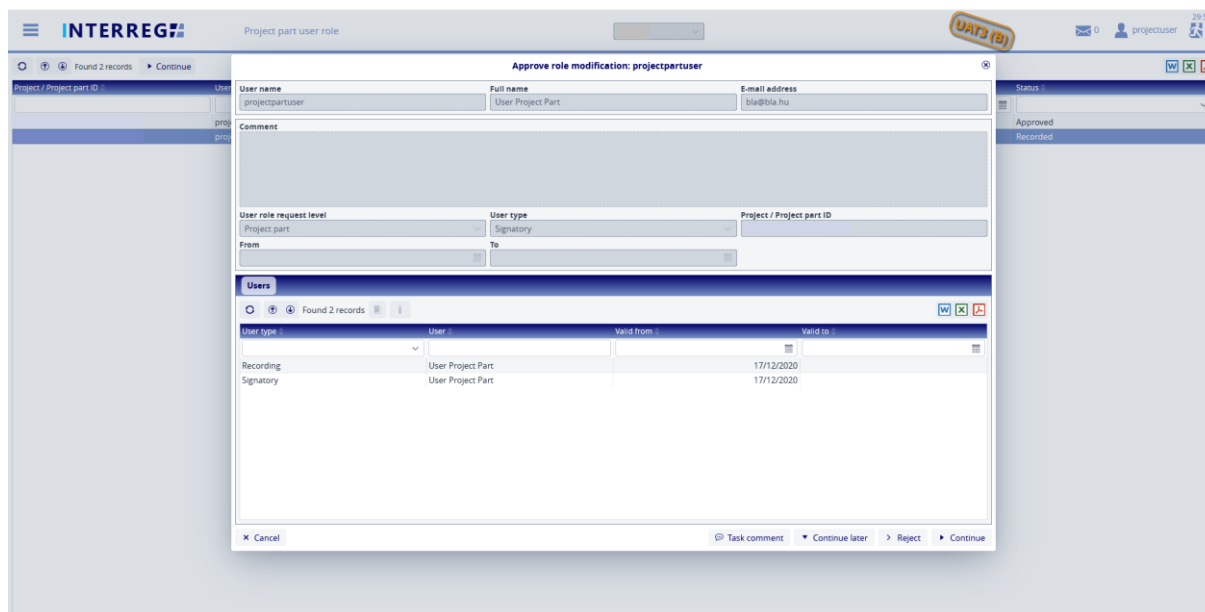 INTERREG
Project part user role
UAT3 (B)
0
projectuser
Found 2 records
Continue
Project / Project part ID
User
Status
Approved
Recorded
Approve role modification: projectpartuser
User name
Full name
E-mail address
projectpartuser
User Project Part
bla@bla.hu
Comment
User role request level
User type
Project / Project part ID
Project part
Signatory
From
To
Users
Found 2 records
W
X
User type
User
Valid from
Valid to
Recording
User Project Part
17/12/2020
Signatory
User Project Part
17/12/2020
Cancel
Task comment
Continue later
Reject
Continue